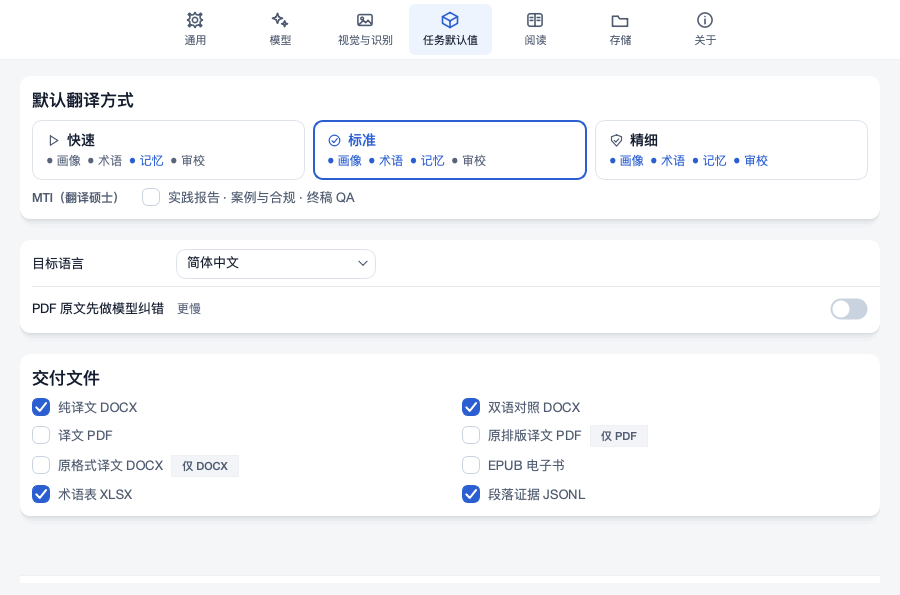 通用 模型 视觉与识别 任务默认值 阅读 存储 关于
默认翻译方式
快速 标准 精细
画像 术语 记忆 审校 画像 术语 记忆 审校 画像 术语 记忆 审校
MTI（翻译硕士） 实践报告 · 案例与合规 · 终稿 QA
目标语言 简体中文
PDF 原文先做模型纠错 更慢
交付文件
纯译文 DOCX 双语对照 DOCX
译文 PDF 原排版译文 PDF 仅 PDF
原格式译文 DOCX 仅 DOCX EPUB 电子书
术语表 XLSX 段落证据 JSONL